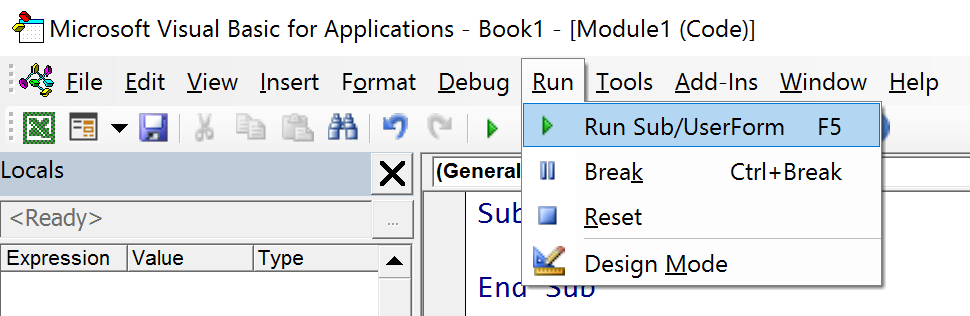 Microsoft Visual Basic for Applications - Book1 - [Module1 (Code)]
File Edit View Insert Format Debug Run Tools Add-Ins Window Help
Run Sub/UserForm F5
Locals
(General
Break Ctrl+Break
<Ready>
...
Sub
Reset
Expression Value Type
Design Mode
End Sub